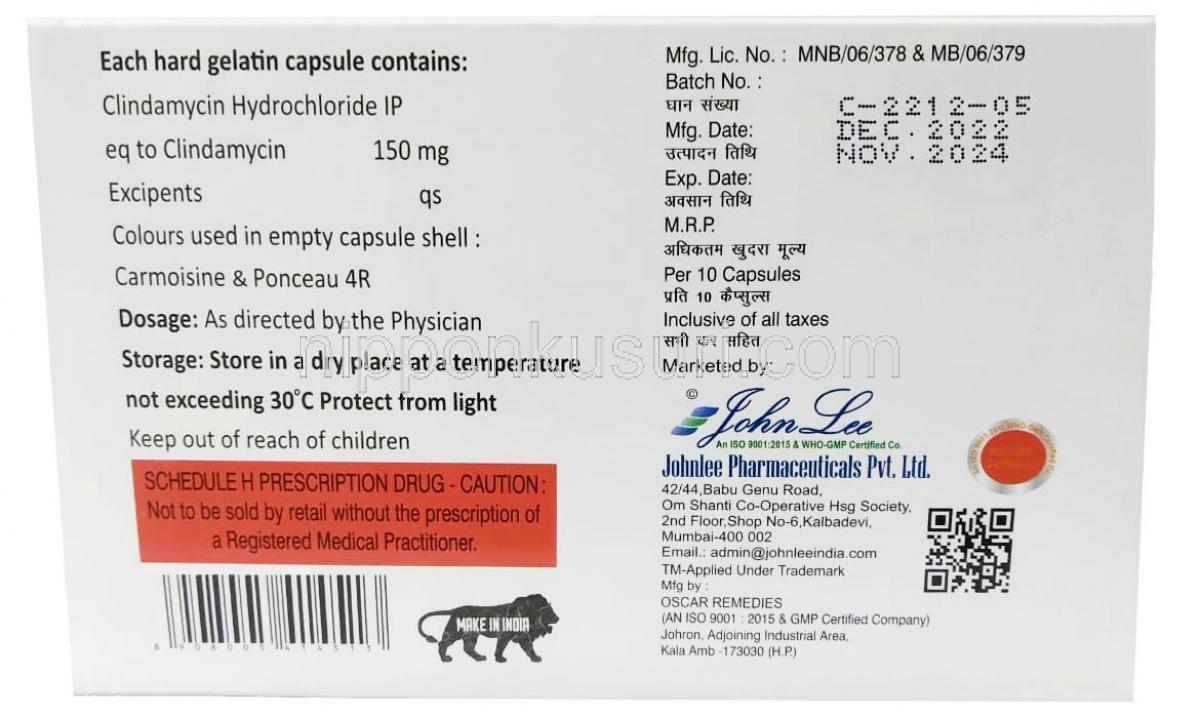 Each hard gelatin capsule contains:
Clindamycin Hydrochloride IP
eq to Clindamycin 150 mg
Excipents qs
Colours used in empty capsule shell :
Carmoisine & Ponceau 4R
Dosage: As directed by the Physician
Storage: Store in a dry place at a temperature
not exceeding 30°C Protect from light
Keep out of reach of children
SCHEDULE H PRESCRIPTION DRUG - CAUTION :
Not to be sold by retail without the prescription of
a Registered Medical Practitioner.
MAKE IN INDIA
Mfg. Lic. No. : MNB/06/378 & MB/06/379
Batch No. :
घान संख्या C-2212-05
Mfg. Date: DEC.2022
उत्पादन तिथि NOV.2024
Exp. Date:
अवसान तिथि
M.R.P.
अधिकतम खुदरा मूल्य
Per 10 Capsules
प्रति 10 कैप्सुल्स
Inclusive of all taxes
सभी कर सहित
Marketed by:
nipponkusuri.com
©
John Lee
An ISO 9001:2015 & WHO-GMP Certified Co.
Johnlee Pharmaceuticals Pvt. Ltd.
42/44,Babu Genu Road,
Om Shanti Co-Operative Hsg Society,
2nd Floor,Shop No-6,Kalbadevi,
Mumbai-400 002
Email.: admin@johnleeindia.com
TM-Applied Under Trademark
Mfg by :
OSCAR REMEDIES
(AN ISO 9001 : 2015 & GMP Certified Company)
Johron, Adjoining Industrial Area,
Kala Amb -173030 (H.P.)